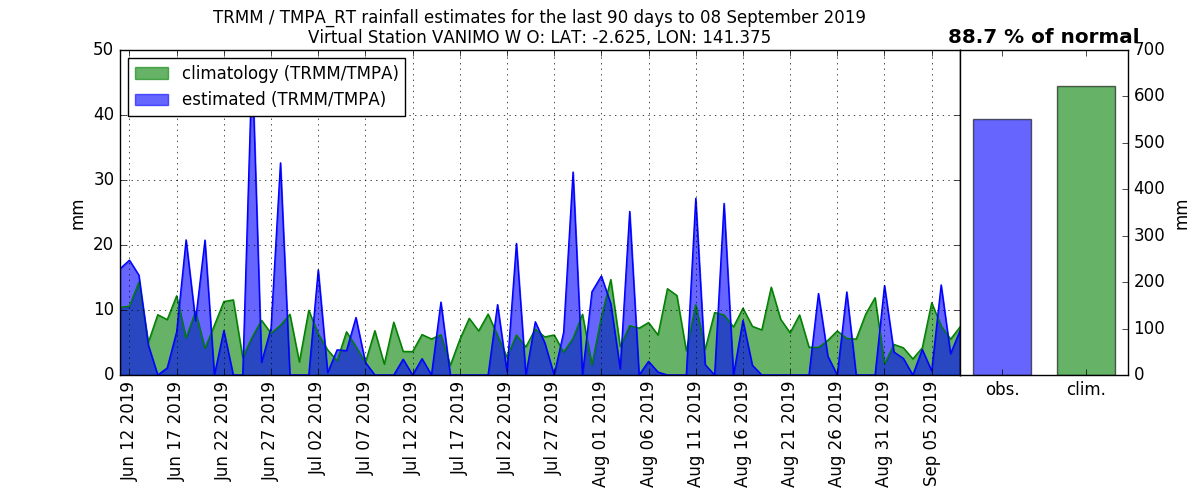 TRMM / TMPA_RT rainfall estimates for the last 90 days to 08 September 2019
Virtual Station VANIMO W O: LAT: -2.625, LON: 141.375
88.7 % of normal
climatology (TRMM/TMPA)
estimated (TRMM/TMPA)
50
40
30
20
10
0
mm
Jun 12 2019
Jun 17 2019
Jun 22 2019
Jun 27 2019
Jul 02 2019
Jul 07 2019
Jul 12 2019
Jul 17 2019
Jul 22 2019
Jul 27 2019
Aug 01 2019
Aug 06 2019
Aug 11 2019
Aug 16 2019
Aug 21 2019
Aug 26 2019
Aug 31 2019
Sep 05 2019
obs.
clim.
700
600
500
400
300
200
100
0
mm